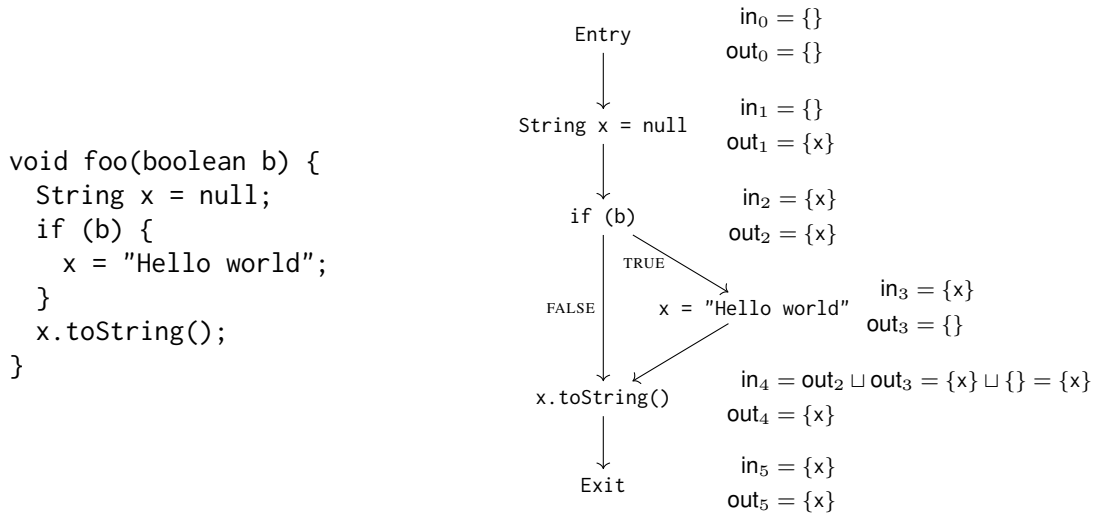 void foo(boolean b) {
  String x = null;
  if (b) {
    x = "Hello world";
  }
  x.toString();
}
Entry
in₀ = {}
out₀ = {}
String x = null
in₁ = {}
out₁ = {x}
if (b)
in₂ = {x}
out₂ = {x}
TRUE
FALSE
x = "Hello world"
in₃ = {x}
out₃ = {}
x.toString()
in₄ = out₂ ⊔ out₃ = {x} ⊔ {} = {x}
out₄ = {x}
Exit
in₅ = {x}
out₅ = {x}